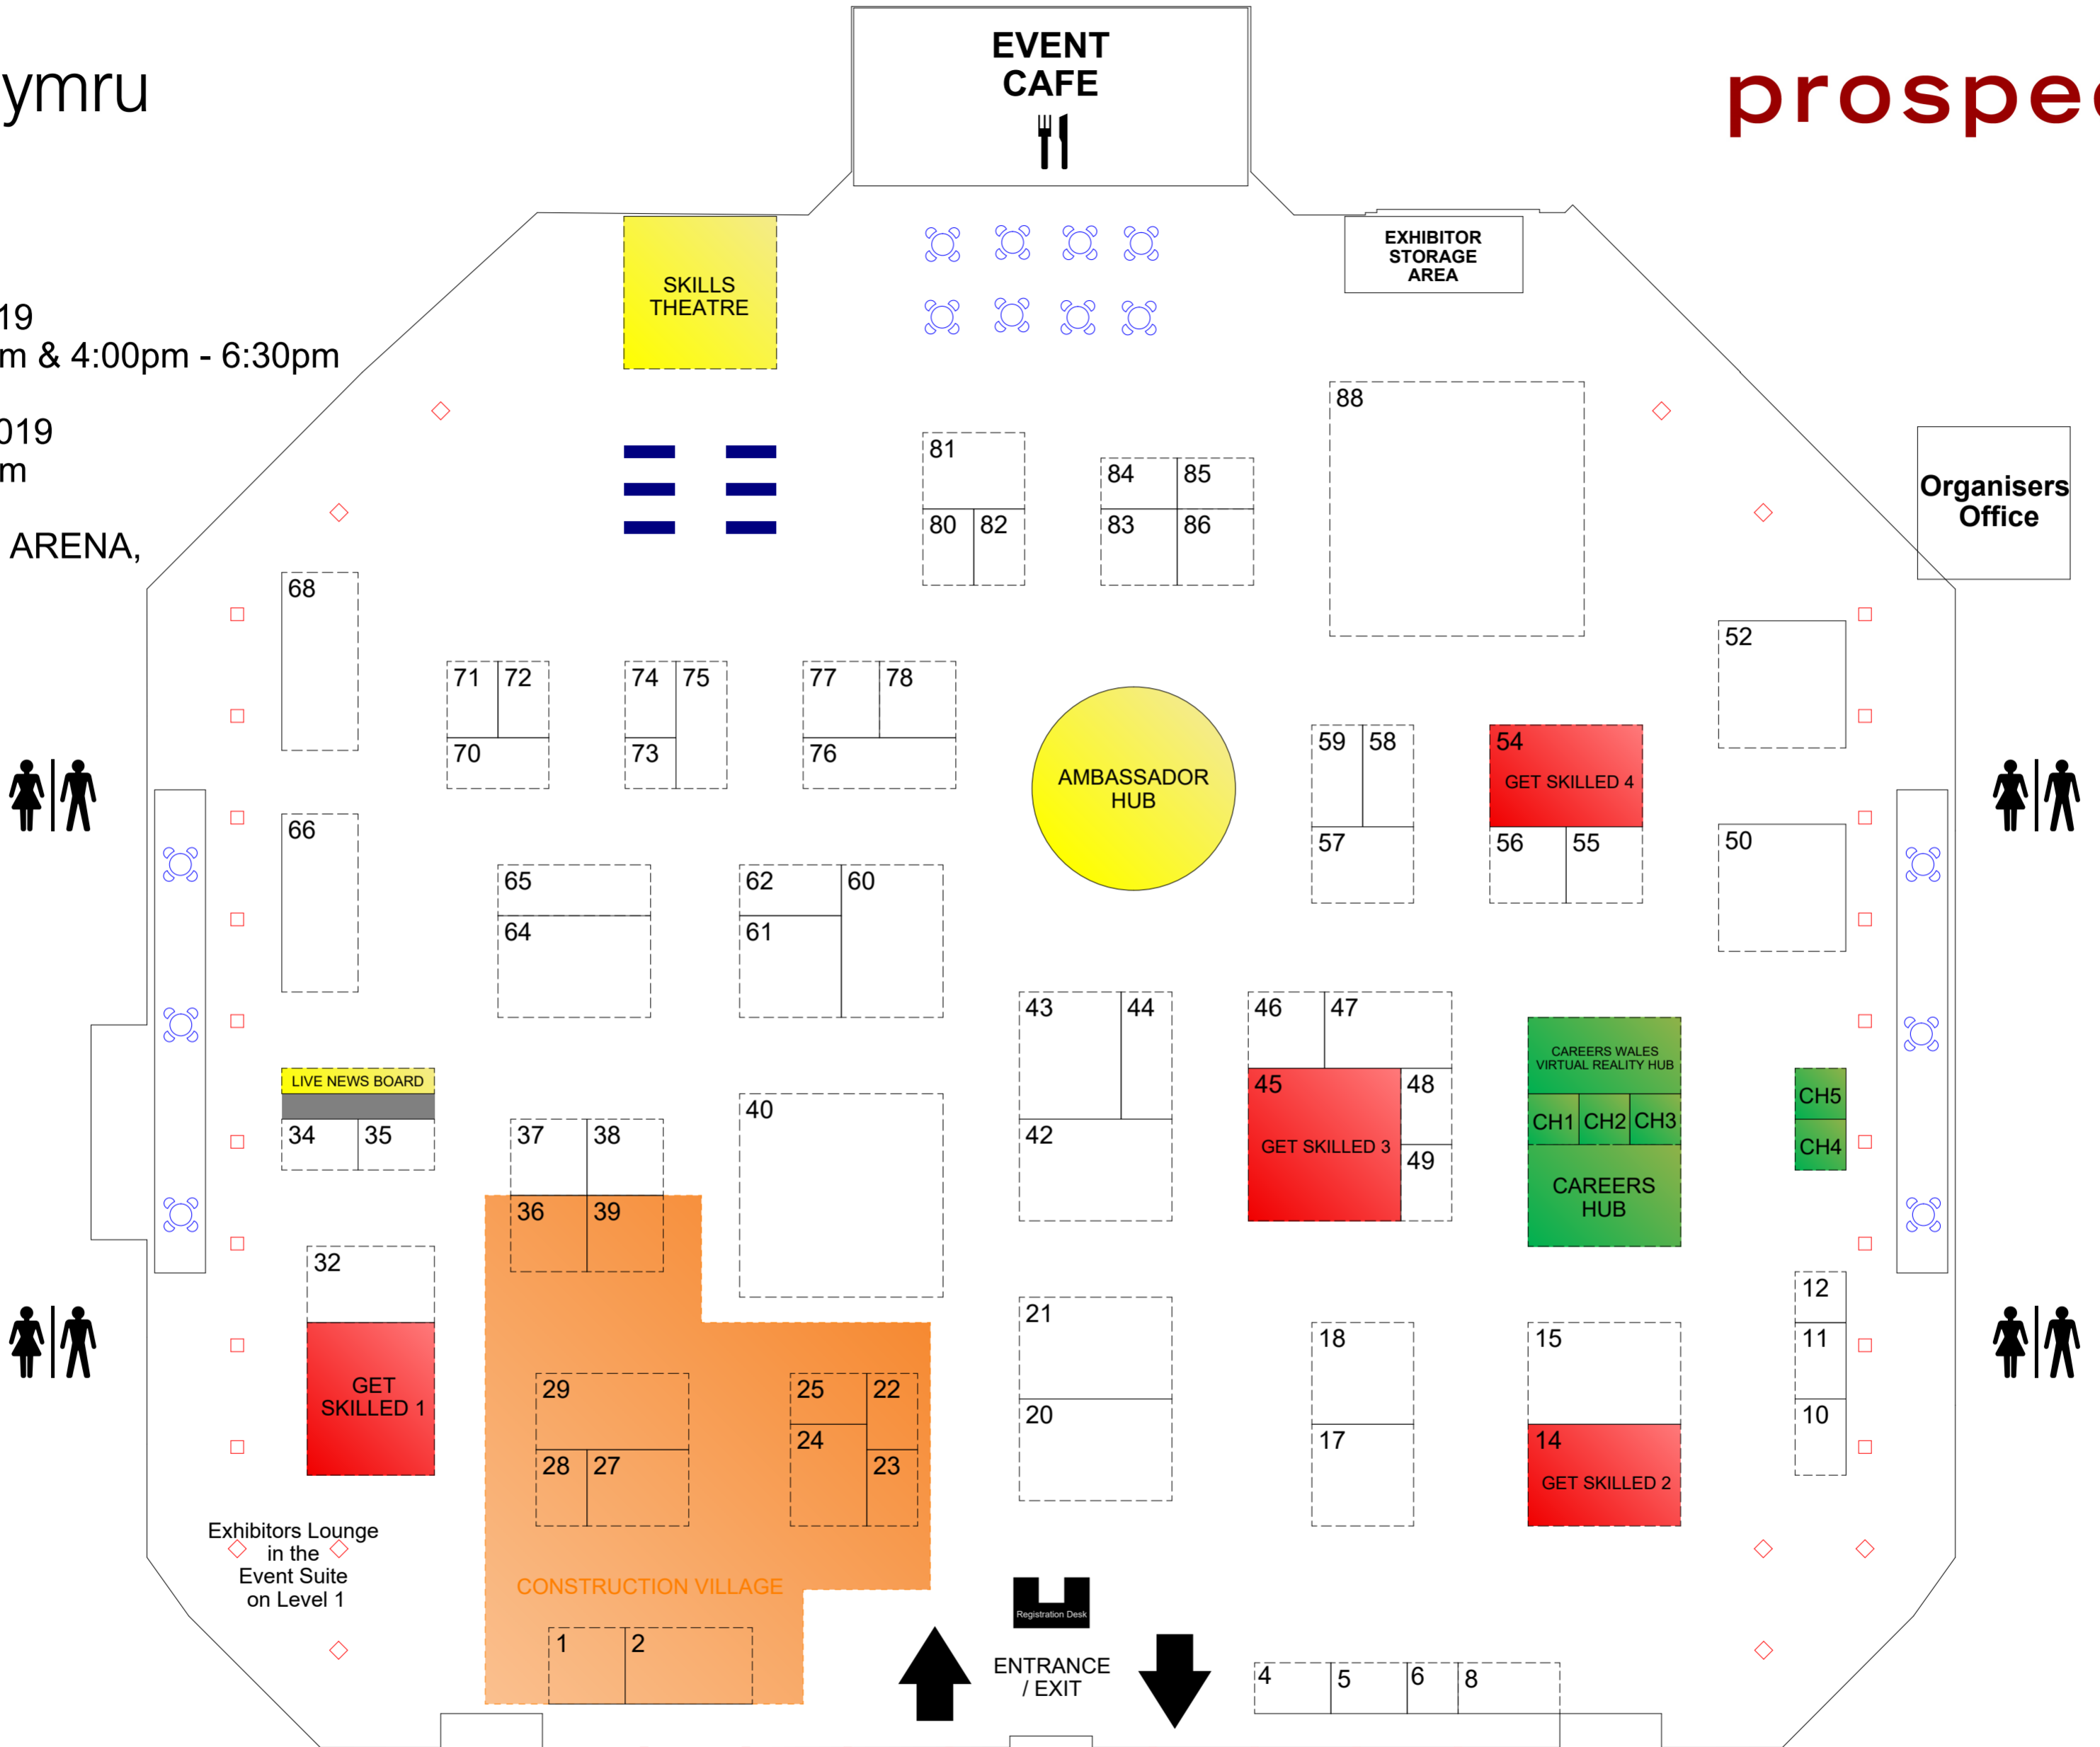 EVENT
CAFE
ymru
prospe
EXHIBITOR
STORAGE
AREA
SKILLS
THEATRE
19
m & 4:00pm - 6:30pm
019
m
ARENA,
88
81
84 85
Organisers
Office
80 82 83 86
68
52
71 72 74 75 77 78
70 73 76
59 58 54
GET SKILLED 4
AMBASSADOR
HUB
66
57 56 55 50
65 62 60
64 61
43 44 46 47
CAREERS WALES
VIRTUAL REALITY HUB
LIVE NEWS BOARD
45 48
CH5
40
CH1 CH2 CH3
34 35 37 38 42
GET SKILLED 3
49
CH4
36 39
CAREERS
HUB
32
12
21 18 15 11
GET
SKILLED 1
29 25 22
20 10
24 17 14
28 27 23
GET SKILLED 2
Exhibitors Lounge
in the
Event Suite
on Level 1
CONSTRUCTION VILLAGE
Registration Desk
1 2
ENTRANCE
/ EXIT
4 5 6 8